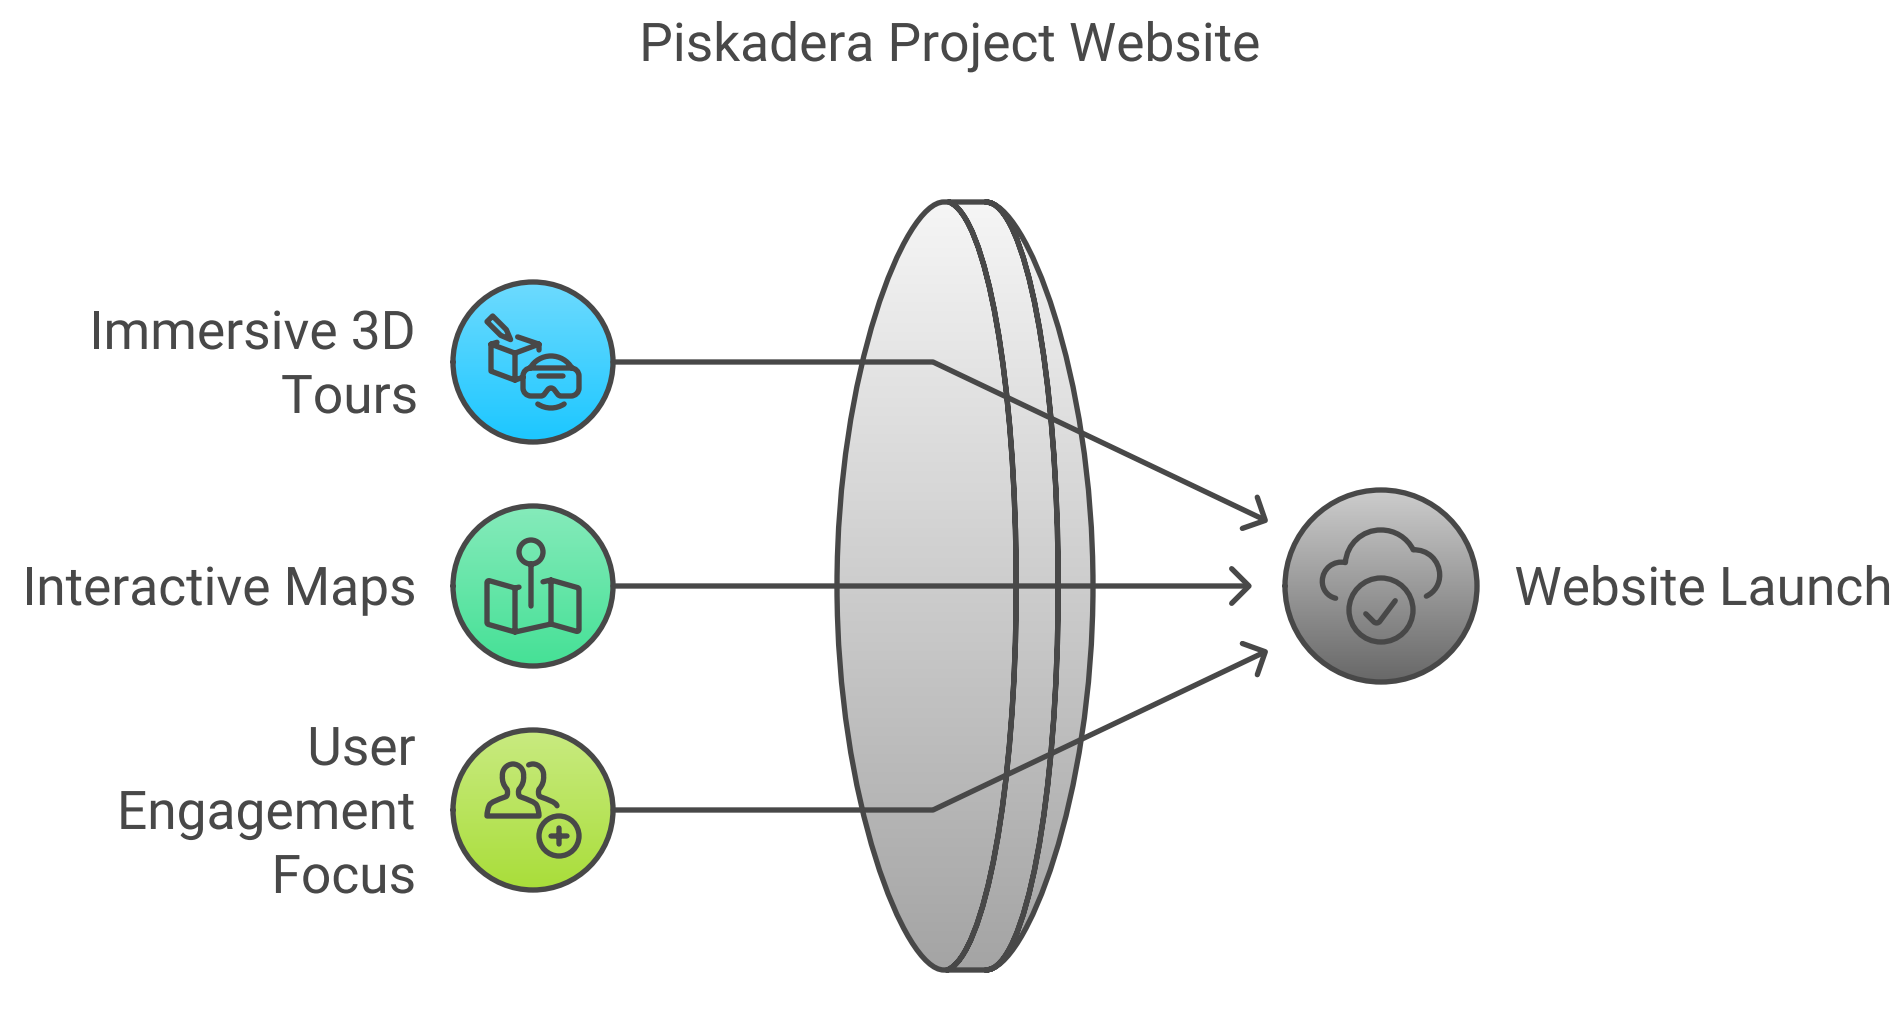 Piskadera Project Website
Immersive 3D
Tours
Interactive Maps
User
Engagement
Focus
Website Launch